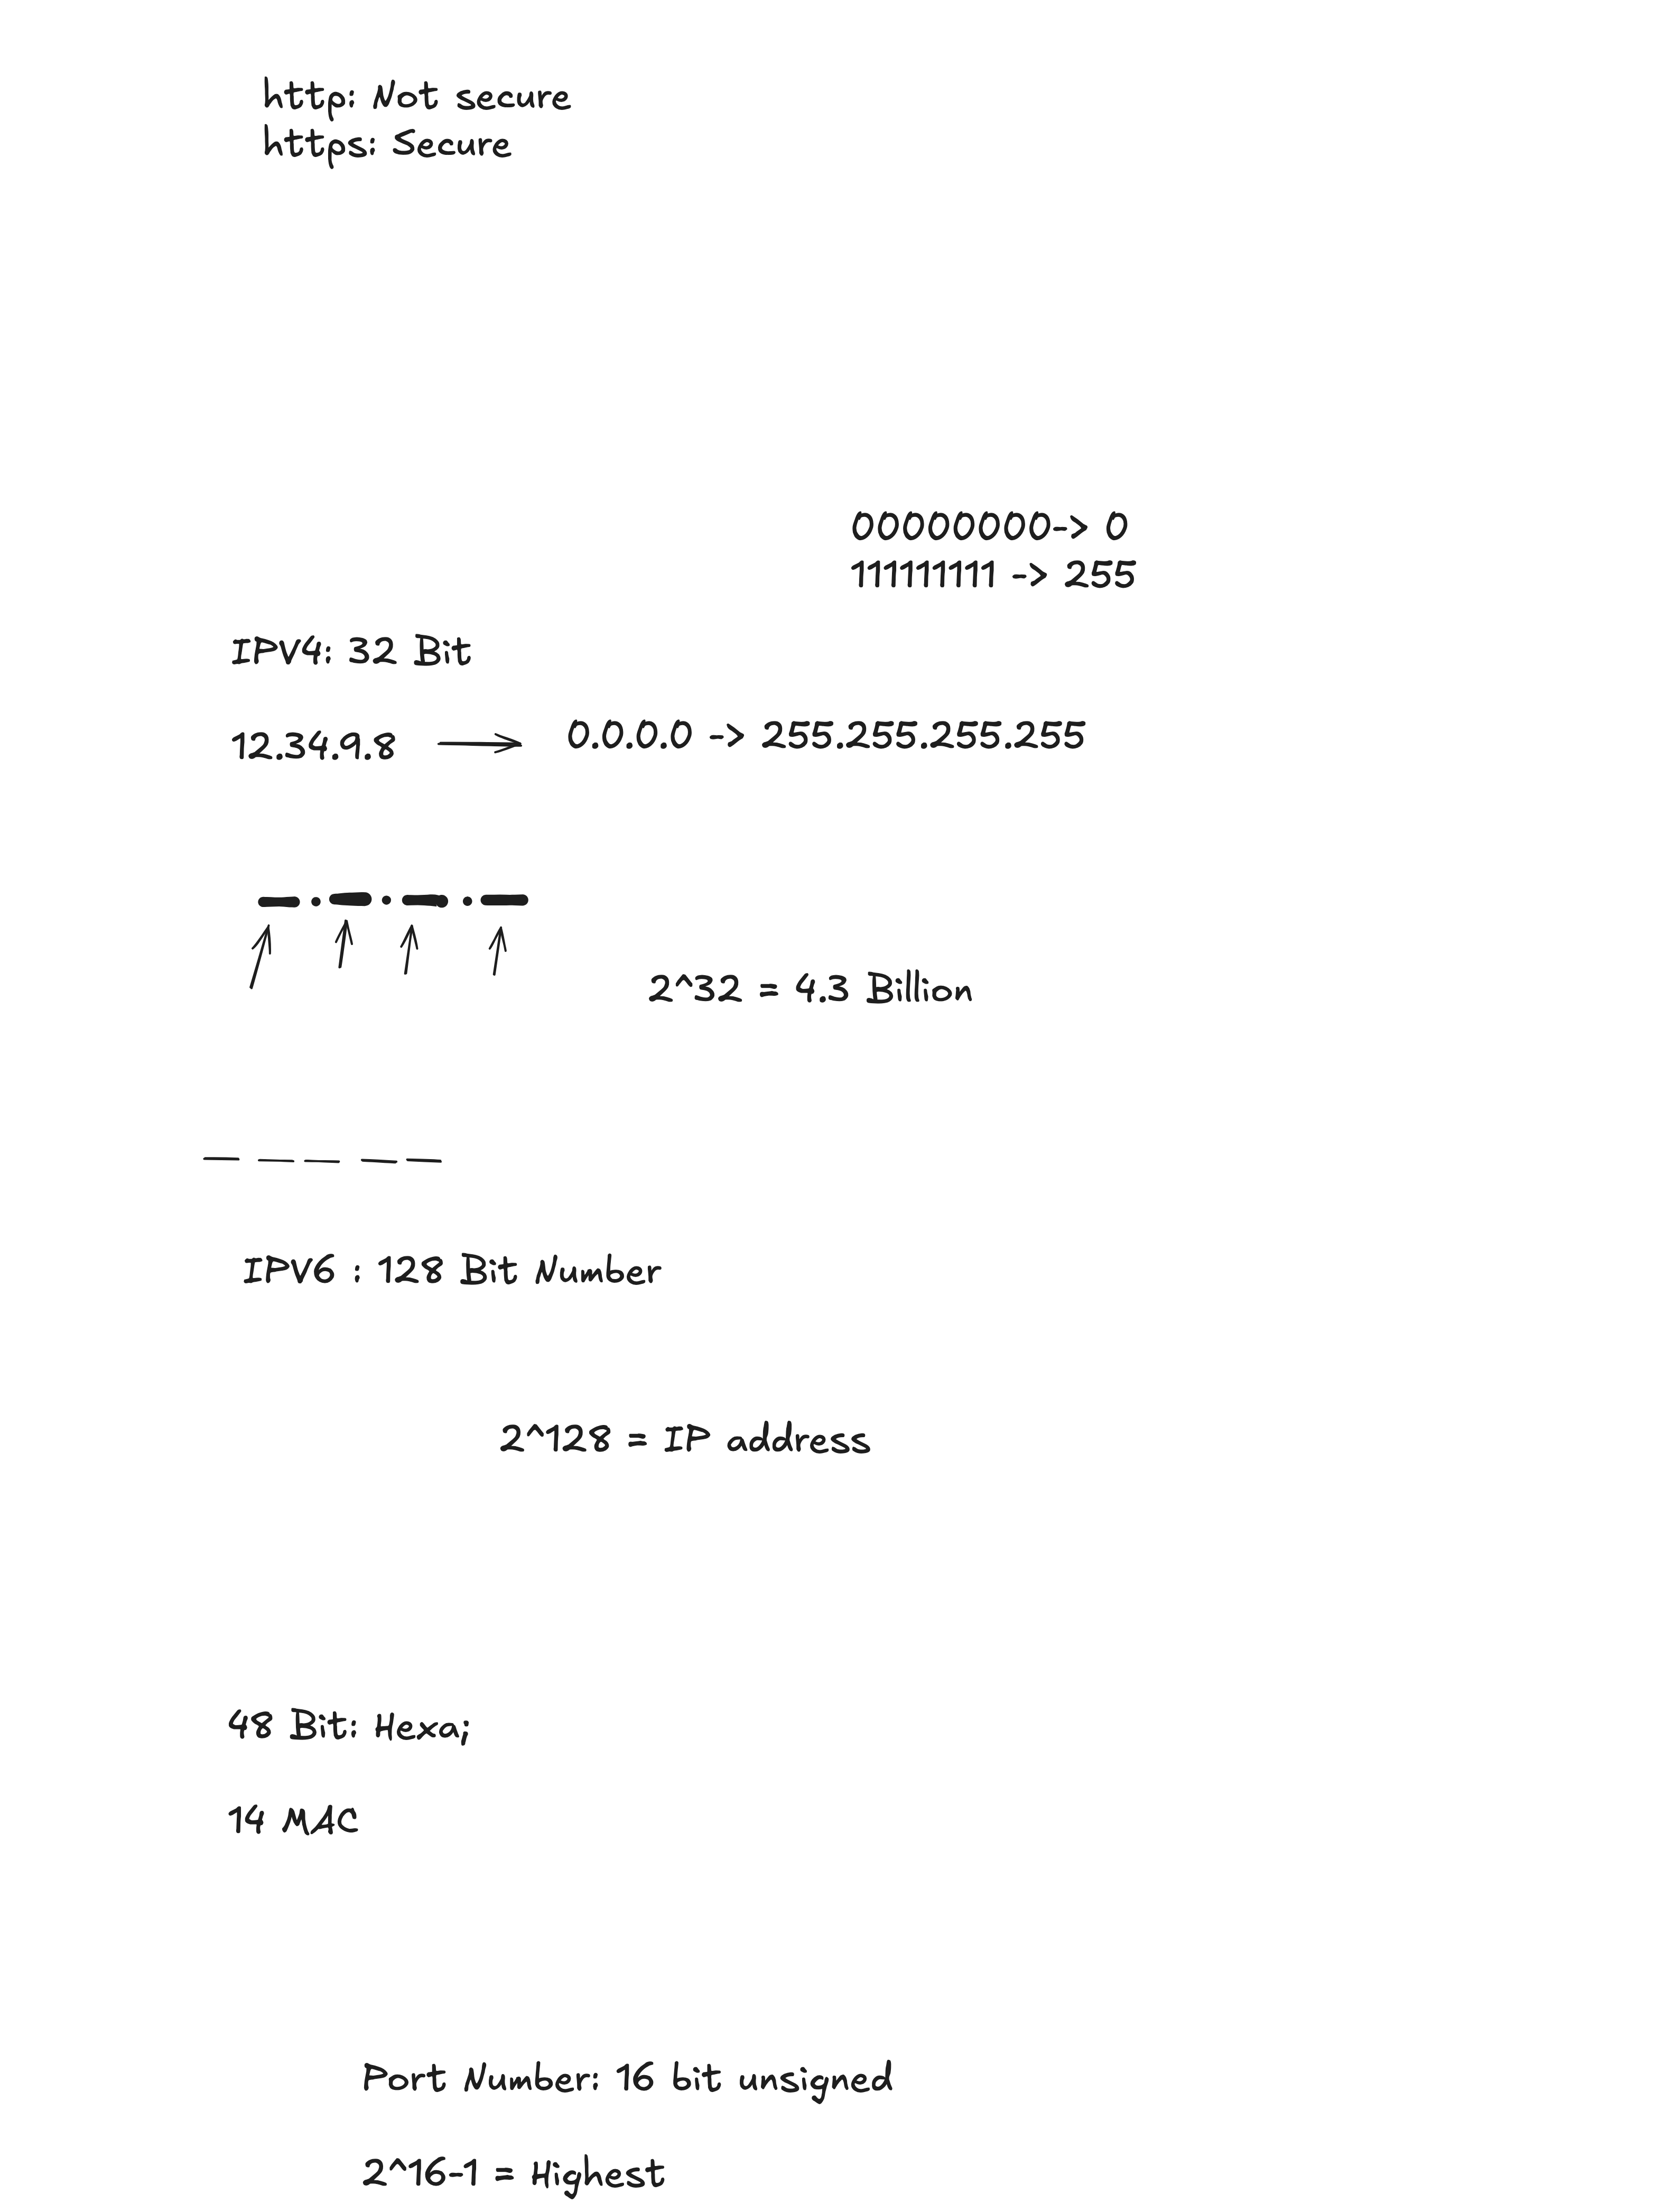 http: Not secure
https: Secure
00000000-> 0
111111111 -> 255
IPV4: 32 Bit
12.34.9.8
0.0.0.0 -> 255.255.255.255
2^32 = 4.3 Billion
IPV6 : 128 Bit Number
2^128 = IP address
48 Bit: Hexa;
14 MAC
Port Number: 16 bit unsigned
2^16-1 = Highest